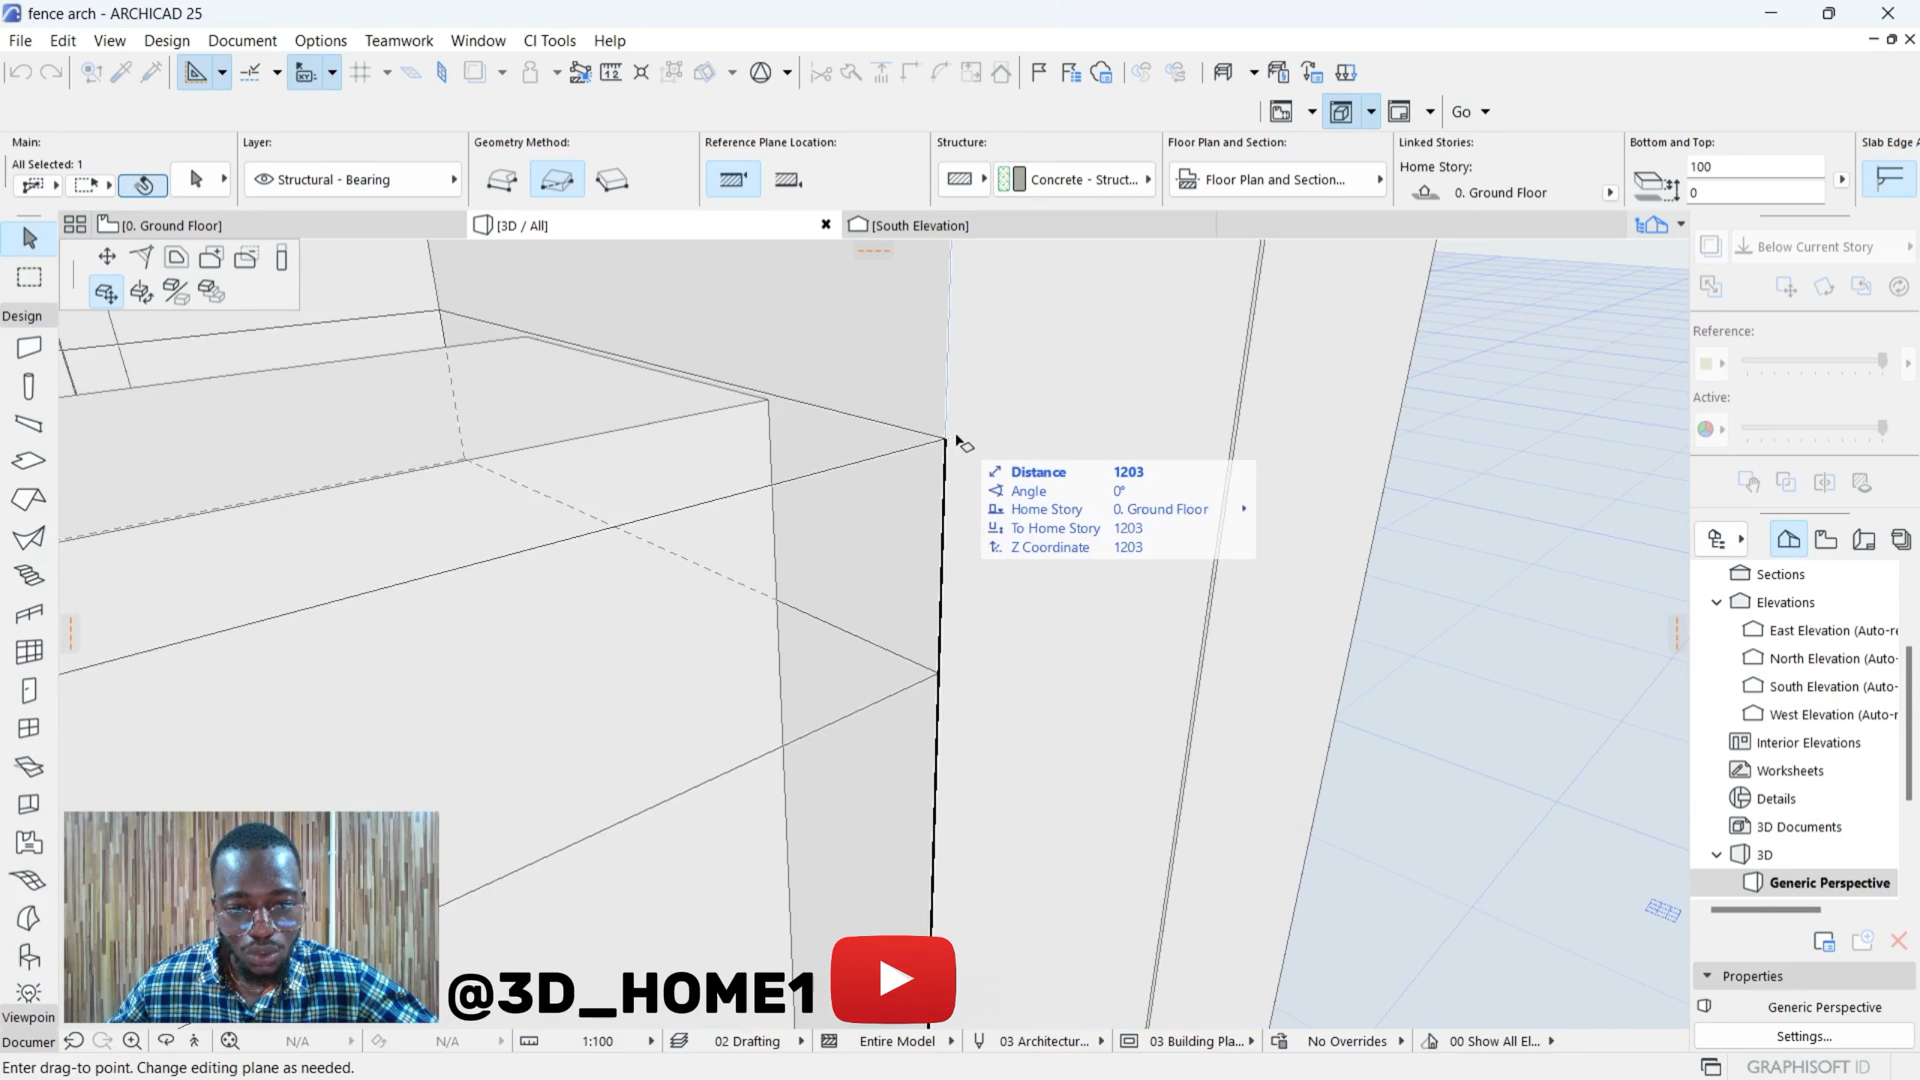 fence arch - ARCHICAD 25
File Edit View Design Document Options Teamwork Window CI Tools Help
Go
Main:
All Selected: 1
Layer:
Structural - Bearing
Geometry Method:
Reference Plane Location:
Structure:
Concrete - Struct...
Floor Plan and Section:
Floor Plan and Section...
Linked Stories:
Home Story:
0. Ground Floor
Bottom and Top:
100
0
Slab Edge A
[0. Ground Floor]
[3D / All]
[South Elevation]
Design
Viewpoin
Documer
Distance 1203
Angle 0°
Home Story 0. Ground Floor
To Home Story 1203
Z Coordinate 1203
Below Current Story
Reference:
Active:
Sections
Elevations
East Elevation (Auto-re
North Elevation (Auto-
South Elevation (Auto-
West Elevation (Auto-r
Interior Elevations
Worksheets
Details
3D Documents
3D
Generic Perspective
Properties
Generic Perspective
Settings...
@3D_HOME1
N/A
N/A
1:100
02 Drafting
Entire Model
03 Architectur...
03 Building Pla...
No Overrides
00 Show All El...
Enter drag-to point. Change editing plane as needed.
GRAPHISOFT ID